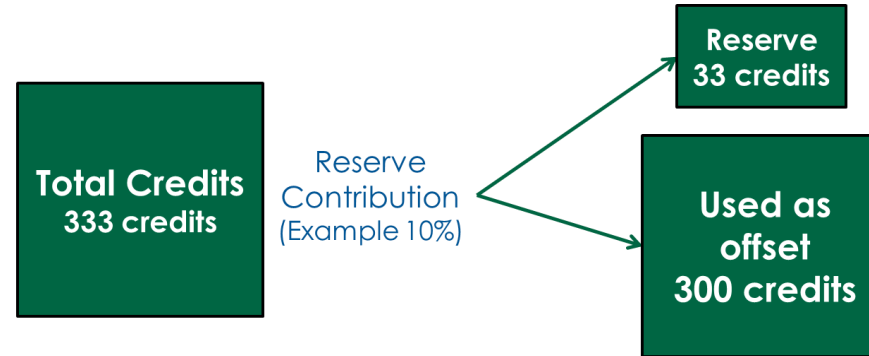 Total Credits
333 credits
Reserve
Contribution
(Example 10%)
Reserve
33 credits
Used as
offset
300 credits